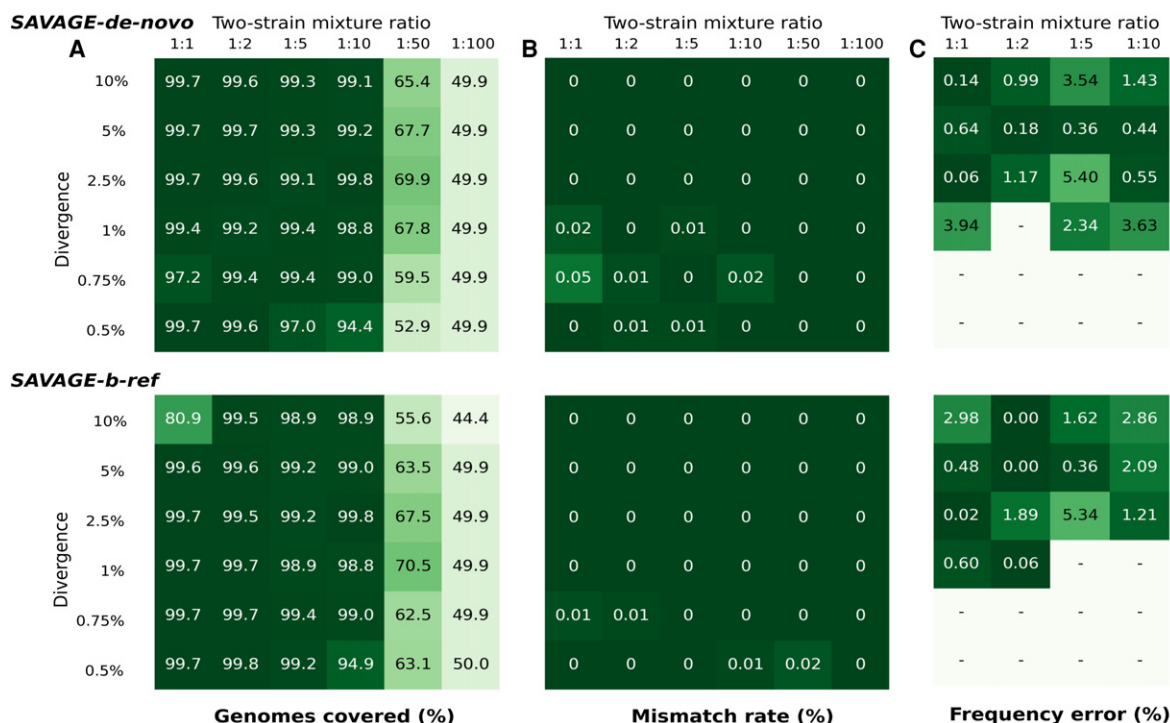 SAVAGE-de-novo Two-strain mixture ratio Two-strain mixture ratio Two-strain mixture ratio
A 1:1 1:2 1:5 1:10 1:50 1:100 B 1:1 1:2 1:5 1:10 1:50 1:100 C 1:1 1:2 1:5 1:10
10% 99.7 99.6 99.3 99.1 65.4 49.9 0 0 0 0 0 0 0.14 0.99 3.54 1.43
5% 99.7 99.7 99.3 99.2 67.7 49.9 0 0 0 0 0 0 0.64 0.18 0.36 0.44
Divergence
2.5% 99.7 99.6 99.1 99.8 69.9 49.9 0 0 0 0 0 0 0.06 1.17 5.40 0.55
1% 99.4 99.2 99.4 98.8 67.8 49.9 0.02 0 0.01 0 0 0 3.94 - 2.34 3.63
0.75% 97.2 99.4 99.4 99.0 59.5 49.9 0.05 0.01 0 0.02 0 0 - - - -
0.5% 99.7 99.6 97.0 94.4 52.9 49.9 0 0.01 0.01 0 0 0 - - - -
SAVAGE-b-ref
10% 80.9 99.5 98.9 98.9 55.6 44.4 0 0 0 0 0 0 2.98 0.00 1.62 2.86
5% 99.6 99.6 99.2 99.0 63.5 49.9 0 0 0 0 0 0 0.48 0.00 0.36 2.09
Divergence
2.5% 99.7 99.5 99.2 99.8 67.5 49.9 0 0 0 0 0 0 0.02 1.89 5.34 1.21
1% 99.7 99.7 98.9 98.8 70.5 49.9 0 0 0 0 0 0 0.60 0.06 - -
0.75% 99.7 99.7 99.4 99.0 62.5 49.9 0.01 0.01 0 0 0 0 - - - -
0.5% 99.7 99.8 99.2 94.9 63.1 50.0 0 0 0 0.01 0.02 0 - - - -
Genomes covered (%) Mismatch rate (%) Frequency error (%)